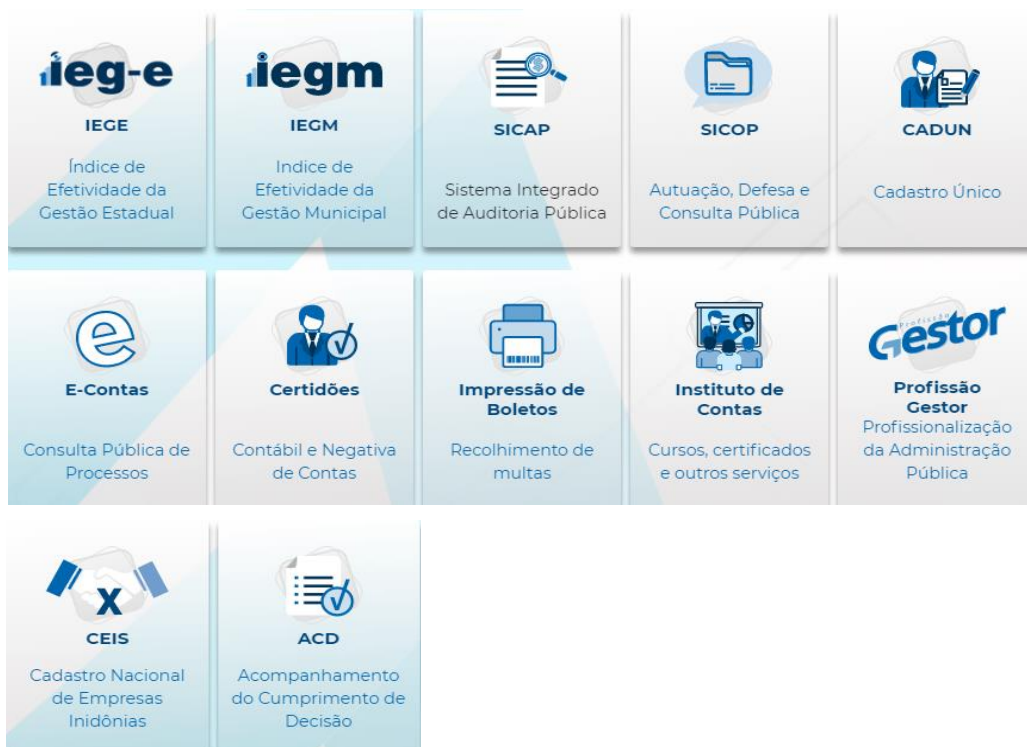 ieg-e
IEGE
Índice de
Efetividade da
Gestão Estadual
iegm
IEGM
Indice de
Efetividade da
Gestão Municipal
SICAP
Sistema Integrado
de Auditoria Pública
SICOP
Autuação, Defesa e
Consulta Pública
CADUN
Cadastro Único
e
E-Contas
Consulta Pública de
Processos
Certidões
Contábil e Negativa
de Contas
Impressão de
Boletos
Recolhimento de
multas
Instituto de
Contas
Cursos, certificados
e outros serviços
Profissão
Gestor
Profissão
Gestor
Profissionalização
da Administração
Pública
X
CEIS
Cadastro Nacional
de Empresas
Inidônias
ACD
Acompanhamento
do Cumprimento de
Decisão